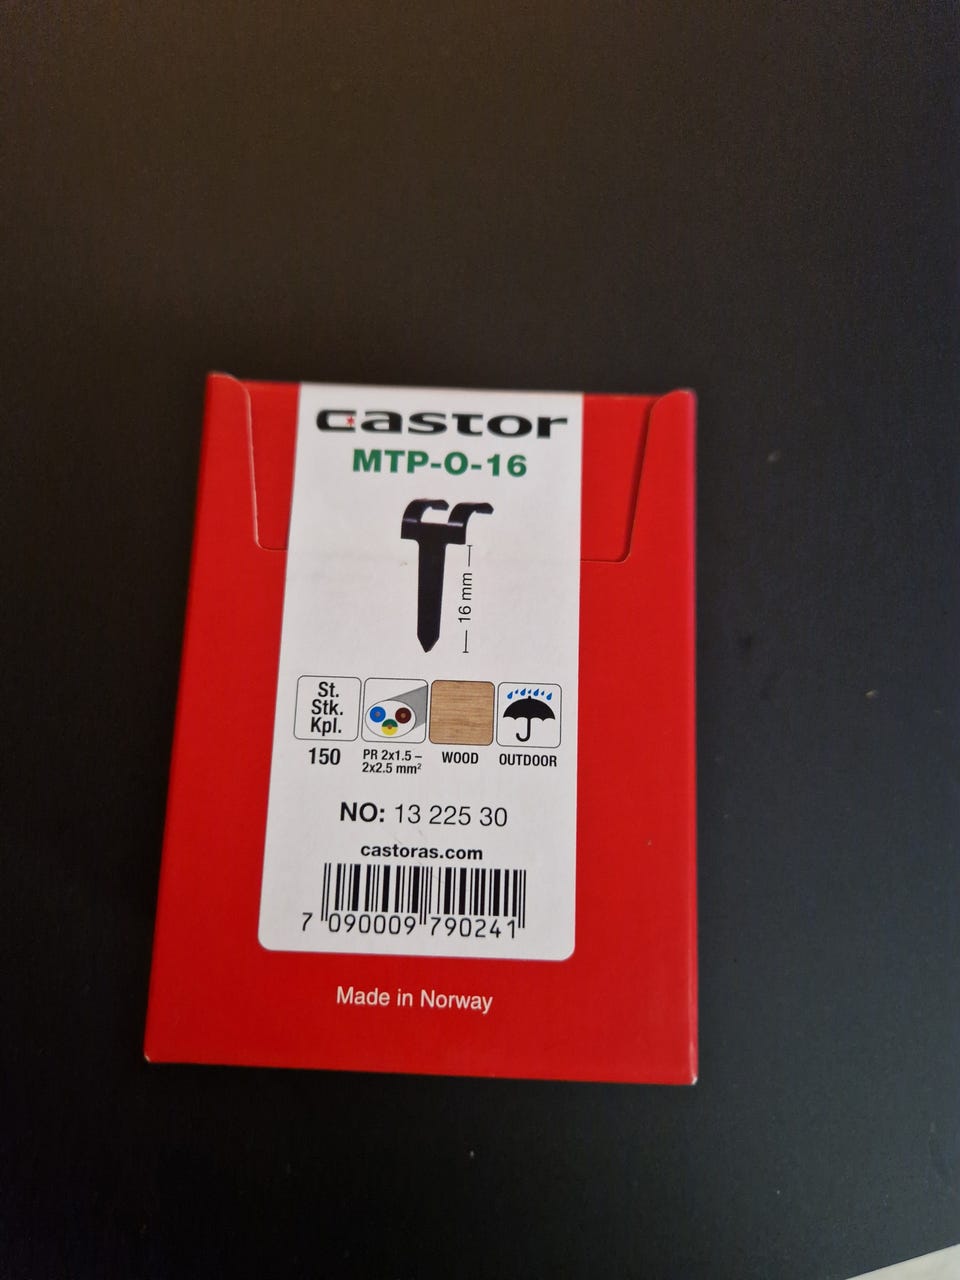 castor
MTP-O-16
16 mm
St.
Stk.
Kpl.
150
PR 2x1.5 –
2x2.5 mm²
WOOD
OUTDOOR
NO: 13 225 30
castoras.com
7 090009 790241
Made in Norway